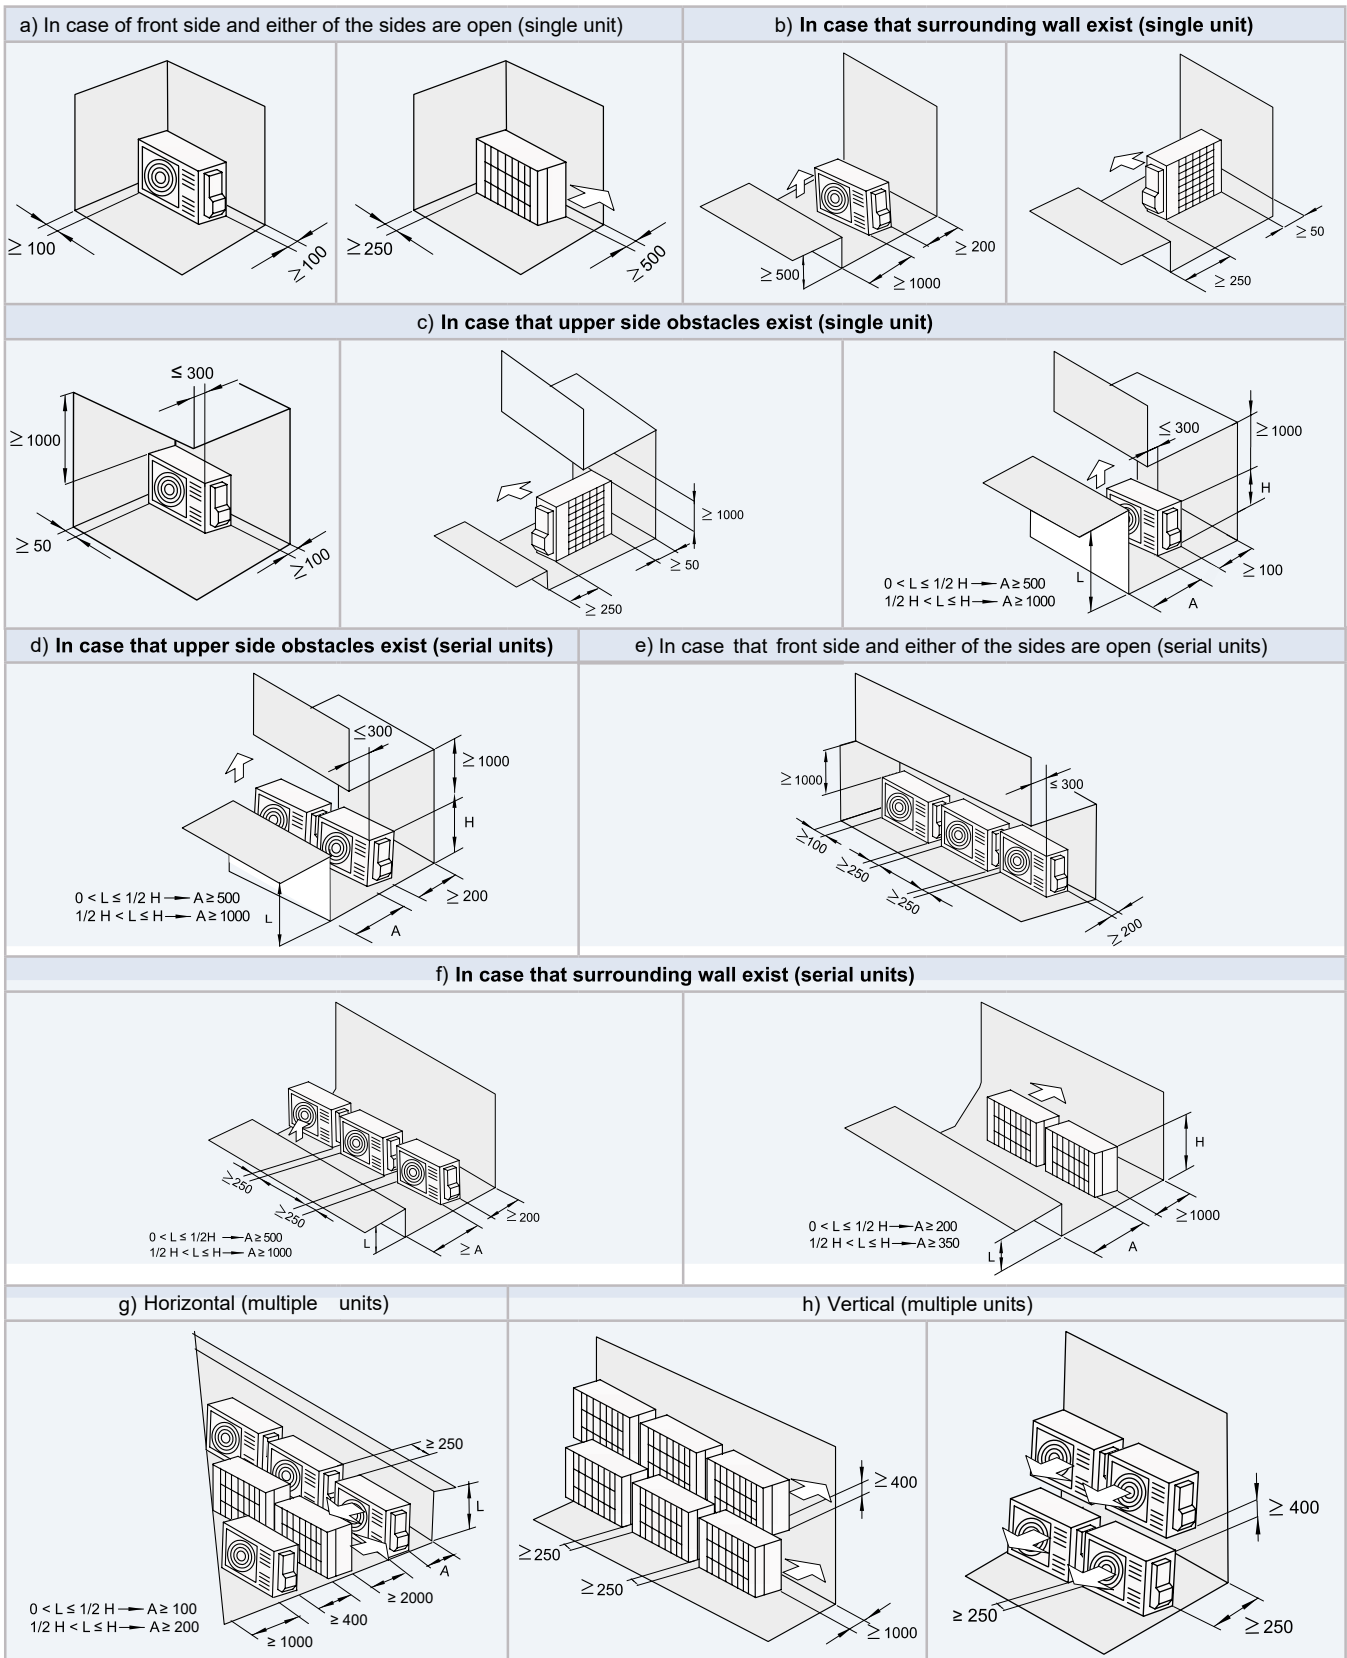 a) In case of front side and either of the sides are open (single unit)
b) In case that surrounding wall exist (single unit)
≥ 100
≥100
≥250
≥500
≥500
≥ 1000
≥ 200
≥ 250
≥ 50
c) In case that upper side obstacles exist (single unit)
≤ 300
≥1000
≥ 50
≥100
≥ 1000
≥ 50
≥ 250
≤ 300
≥1000
H
≥ 100
L
A
0 < L ≤ 1/2 H → A ≥ 500
1/2 H < L ≤ H → A ≥ 1000
d) In case that upper side obstacles exist (serial units)
e) In case that front side and either of the sides are open (serial units)
≤300
≥1000
H
≥ 200
A
L
0 < L ≤ 1/2 H → A ≥ 500
1/2 H < L ≤ H → A ≥ 1000
≥1000
≤ 300
≥100
≥250
≥250
≥200
f) In case that surrounding wall exist (serial units)
≥250
≥250
≥ 200
≥ A
L
0 < L ≤ 1/2H → A ≥ 500
1/2 H < L ≤ H → A ≥ 1000
H
≥1000
A
L
0 < L ≤ 1/2 H → A ≥ 200
1/2 H < L ≤ H → A ≥ 350
g) Horizontal (multiple units)
h) Vertical (multiple units)
≥ 250
L
A
≥ 2000
≥ 400
≥ 1000
0 < L ≤ 1/2 H → A ≥ 100
1/2 H < L ≤ H → A ≥ 200
≥400
≥250
≥250
≥ 1000
≥ 400
≥ 250
≥ 250